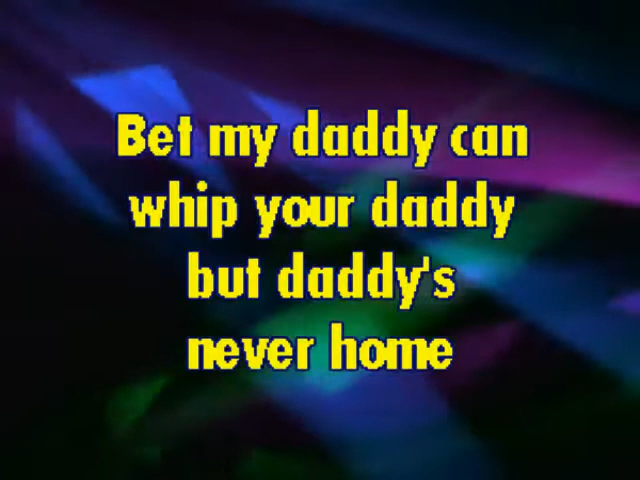 Bet my daddy can
whip your daddy
but daddy's
never home